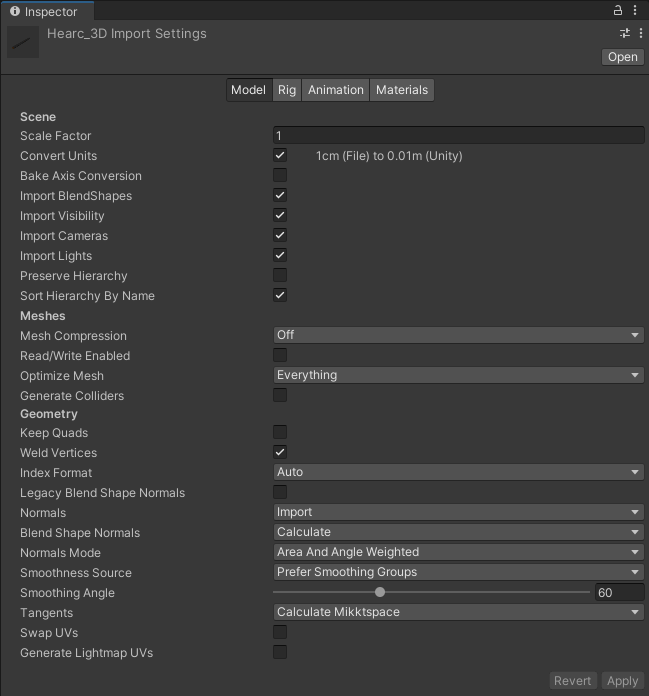 Inspector
Hearc_3D Import Settings
Open
Model Rig Animation Materials
Scene
Scale Factor 1
Convert Units 1cm (File) to 0.01m (Unity)
Bake Axis Conversion
Import BlendShapes
Import Visibility
Import Cameras
Import Lights
Preserve Hierarchy
Sort Hierarchy By Name
Meshes
Mesh Compression Off
Read/Write Enabled
Optimize Mesh Everything
Generate Colliders
Geometry
Keep Quads
Weld Vertices
Index Format Auto
Legacy Blend Shape Normals
Normals Import
Blend Shape Normals Calculate
Normals Mode Area And Angle Weighted
Smoothness Source Prefer Smoothing Groups
Smoothing Angle 60
Tangents Calculate Mikktspace
Swap UVs
Generate Lightmap UVs
Revert Apply